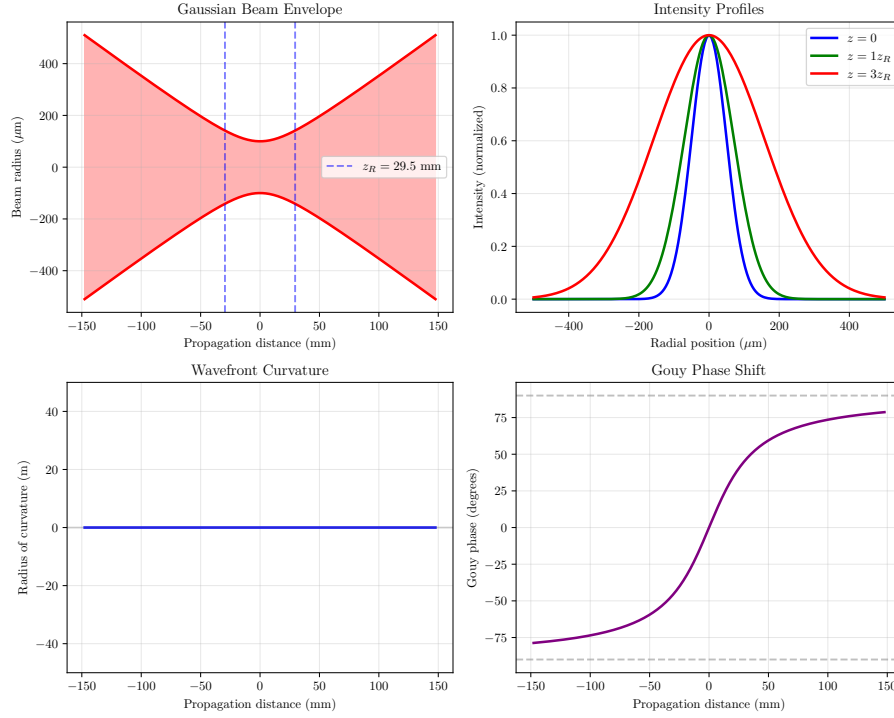 Gaussian Beam Envelope
Beam radius (μm)
400
200
0
−200
−400
z_R = 29.5 mm
−150 −100 −50 0 50 100 150
Propagation distance (mm)
Intensity Profiles
Intensity (normalized)
1.0
0.8
0.6
0.4
0.2
0.0
z = 0
z = 1z_R
z = 3z_R
−400 −200 0 200 400
Radial position (μm)
Wavefront Curvature
Radius of curvature (m)
40
20
0
−20
−40
−150 −100 −50 0 50 100 150
Propagation distance (mm)
Gouy Phase Shift
Gouy phase (degrees)
75
50
25
0
−25
−50
−75
−150 −100 −50 0 50 100 150
Propagation distance (mm)